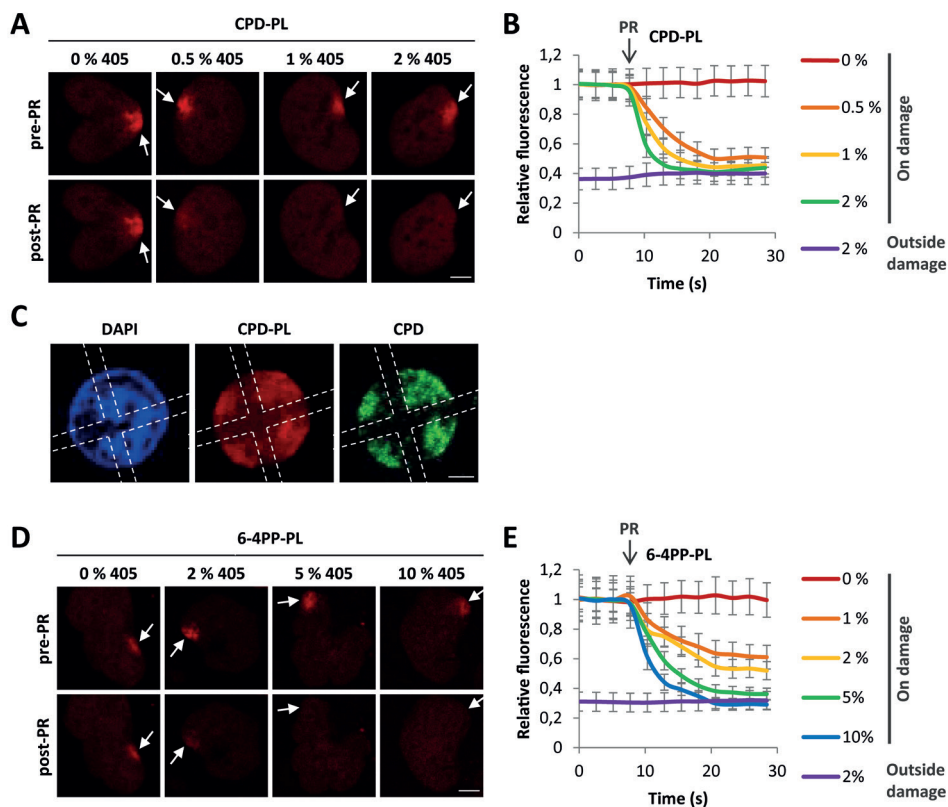 A
CPD-PL
0 % 405
0.5 % 405
1 % 405
2 % 405
pre-PR
post-PR
B
PR
CPD-PL
Relative fluorescence
1,2
1
0,8
0,6
0,4
0,2
0
0
10
20
30
Time (s)
0 %
0.5 %
1 %
2 %
On damage
2 %
Outside
damage
C
DAPI
CPD-PL
CPD
D
6-4PP-PL
0 % 405
2 % 405
5 % 405
10 % 405
pre-PR
post-PR
E
PR
6-4PP-PL
Relative fluorescence
1,2
1
0,8
0,6
0,4
0,2
0
0
10
20
30
Time (s)
0 %
1 %
2 %
5%
10%
On damage
2%
Outside
damage